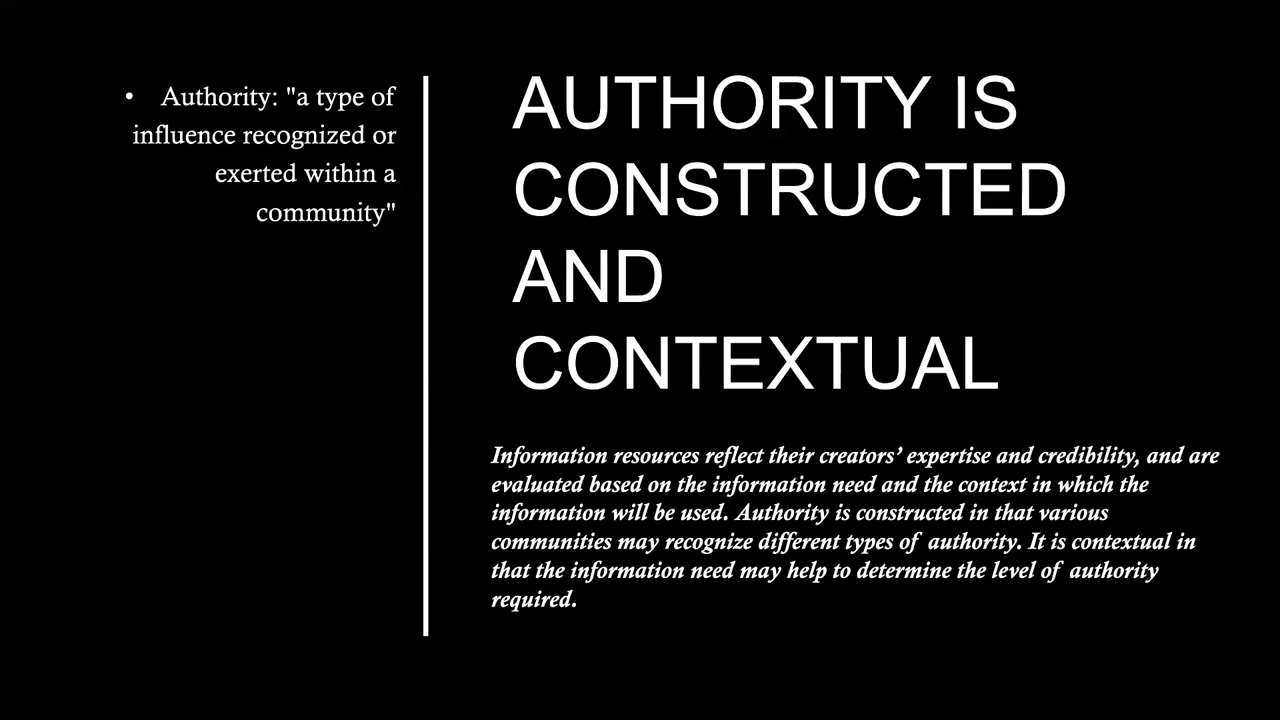 • Authority: "a type of
influence recognized or
exerted within a
community"
AUTHORITY IS
CONSTRUCTED
AND
CONTEXTUAL
Information resources reflect their creators’ expertise and credibility, and are
evaluated based on the information need and the context in which the
information will be used. Authority is constructed in that various
communities may recognize different types of authority. It is contextual in
that the information need may help to determine the level of authority
required.